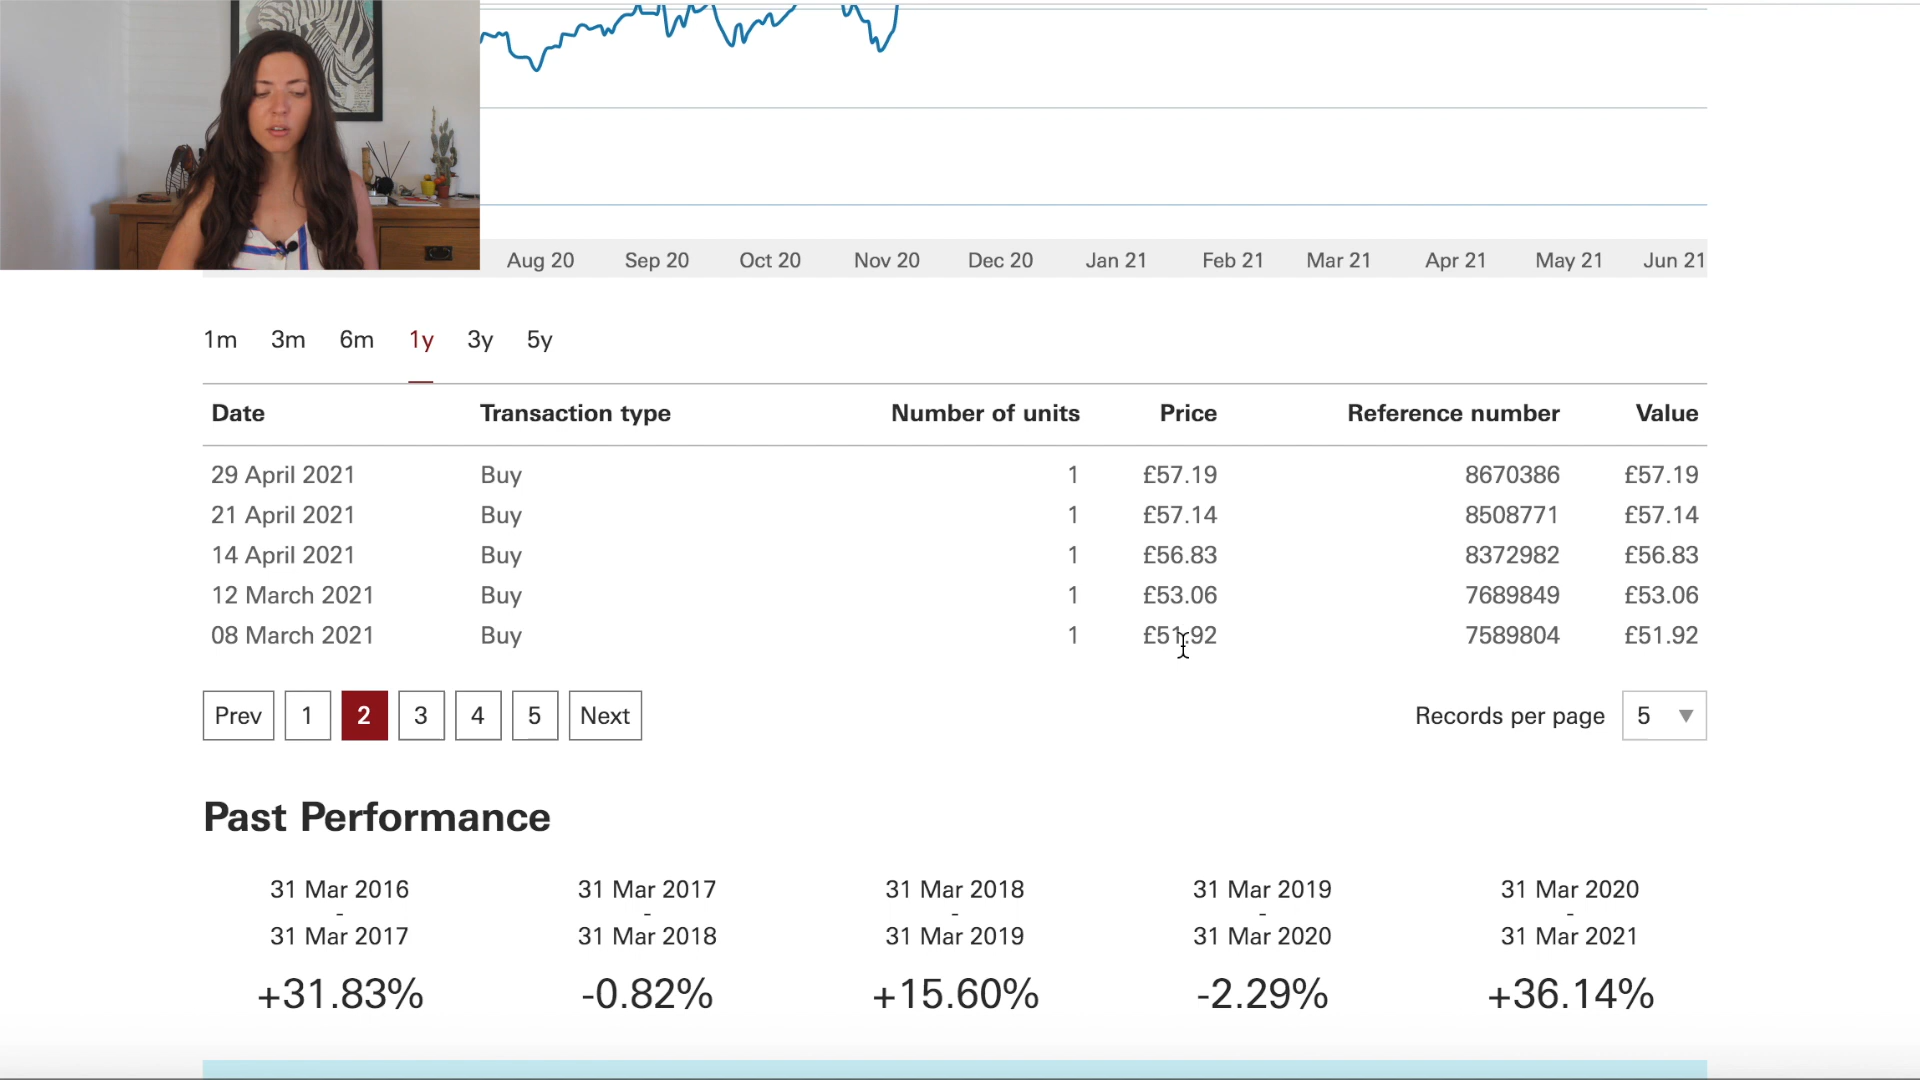 Aug 20 Sep 20 Oct 20 Nov 20 Dec 20 Jan 21 Feb 21 Mar 21 Apr 21 May 21 Jun 21
1m 3m 6m 1y 3y 5y
Date Transaction type Number of units Price Reference number Value
29 April 2021 Buy 1 £57.19 8670386 £57.19
21 April 2021 Buy 1 £57.14 8508771 £57.14
14 April 2021 Buy 1 £56.83 8372982 £56.83
12 March 2021 Buy 1 £53.06 7689849 £53.06
08 March 2021 Buy 1 £51.92 7589804 £51.92
Prev 1 2 3 4 5 Next Records per page 5
Past Performance
31 Mar 2016 31 Mar 2017 31 Mar 2018 31 Mar 2019 31 Mar 2020
- - - - -
31 Mar 2017 31 Mar 2018 31 Mar 2019 31 Mar 2020 31 Mar 2021
+31.83% -0.82% +15.60% -2.29% +36.14%